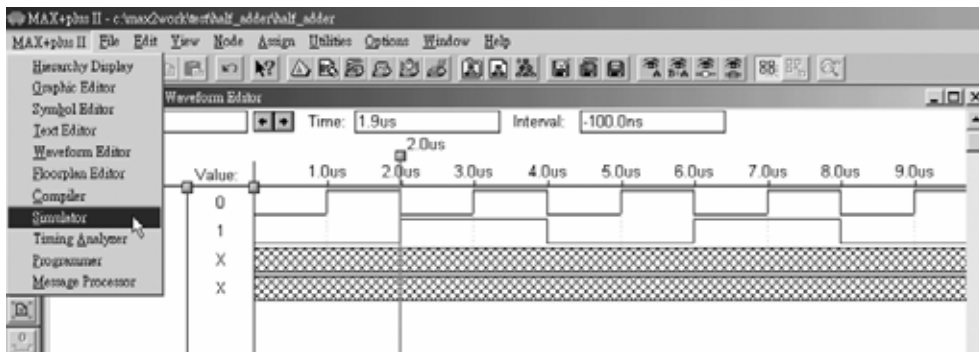 MAX+plus II - c:\max2work\test\half_adder\half_adder
MAX+plus II File Edit View Node Assign Utilities Options Window Help
Hierarchy Display
Graphic Editor
Symbol Editor
Text Editor
Waveform Editor
Floorplan Editor
Compiler
Simulator
Timing Analyzer
Programmer
Message Processor
Waveform Editor
Time: 1.9us Interval: -100.0ns
2.0us
Value: 1.0us 2.0us 3.0us 4.0us 5.0us 6.0us 7.0us 8.0us 9.0us
0
1
X
X